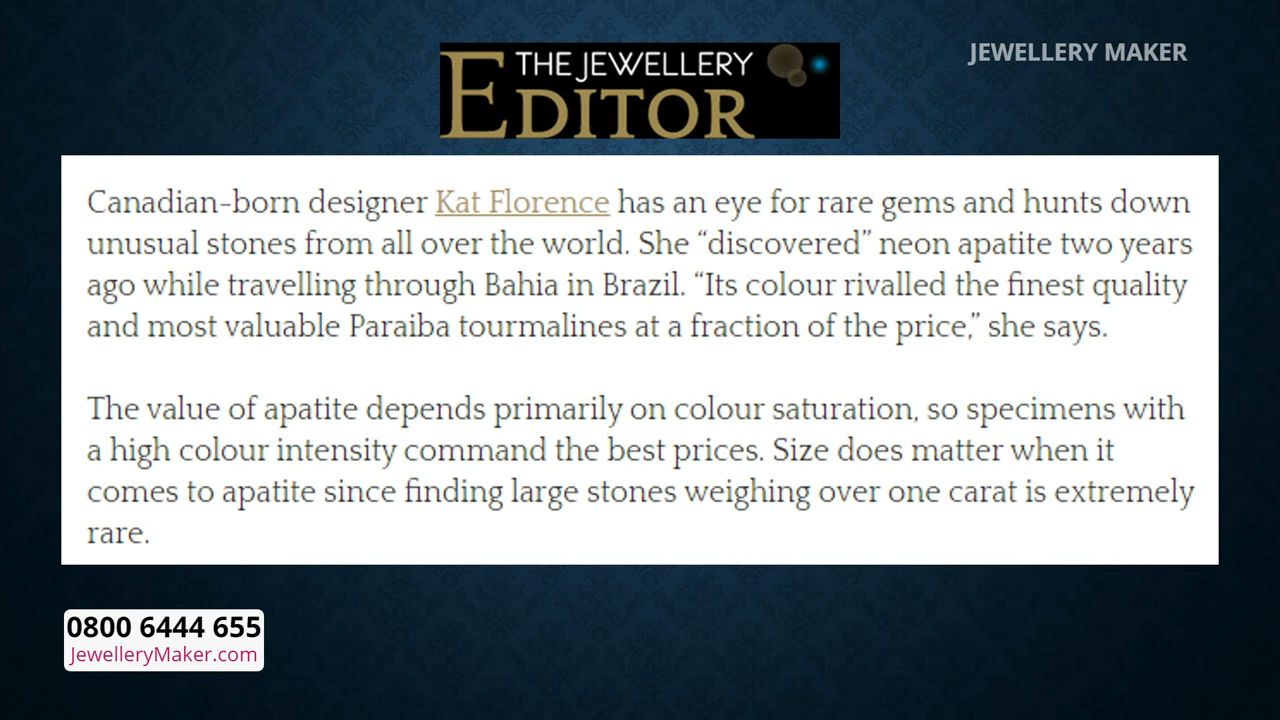 THE JEWELLERY
EDITOR
JEWELLERY MAKER
Canadian-born designer Kat Florence has an eye for rare gems and hunts down
unusual stones from all over the world. She “discovered” neon apatite two years
ago while travelling through Bahia in Brazil. “Its colour rivalled the finest quality
and most valuable Paraiba tourmalines at a fraction of the price,” she says.
The value of apatite depends primarily on colour saturation, so specimens with
a high colour intensity command the best prices. Size does matter when it
comes to apatite since finding large stones weighing over one carat is extremely
rare.
0800 6444 655
JewelleryMaker.com